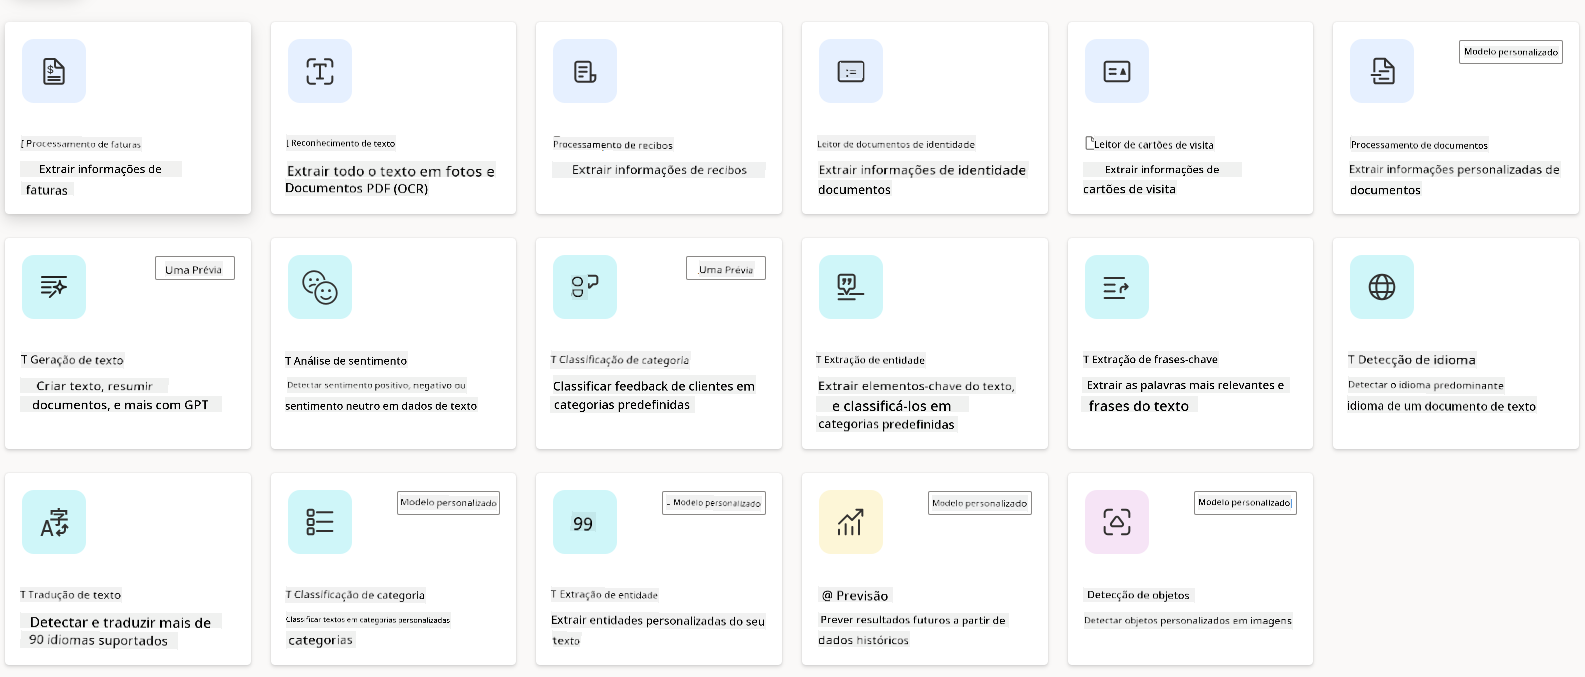 Modelo personalizado
[ Processamento de faturas
Extrair informações de
faturas
[ Reconhecimento de texto
Extrair todo o texto em fotos e
Documentos PDF (OCR)
Processamento de recibos
Extrair informações de recibos
Leitor de documentos de identidade
Extrair informações de identidade
documentos
Leitor de cartões de visita
Extrair informações de
cartões de visita
Processamento de documentos
Extrair informações personalizadas de
documentos
Uma Prévia
T Geração de texto
Criar texto, resumir
documentos, e mais com GPT
T Análise de sentimento
Detectar sentimento positivo, negativo ou
sentimento neutro em dados de texto
Uma Prévia
T Classificação de categoria
Classificar feedback de clientes em
categorias predefinidas
T Extração de entidade
Extrair elementos-chave do texto,
e classificá-los em
categorias predefinidas
T Extração de frases-chave
Extrair as palavras mais relevantes e
frases do texto
T Detecção de idioma
Detectar o idioma predominante
idioma de um documento de texto
T Tradução de texto
Detectar e traduzir mais de
90 idiomas suportados
Modelo personalizado
T Classificação de categoria
Classificar textos em categorias personalizadas
categorias
Modelo personalizado
99
T Extração de entidade
Extrair entidades personalizadas do seu
texto
Modelo personalizado
@ Previsão
Prever resultados futuros a partir de
dados históricos
Modelo personalizado
Detecção de objetos
Detectar objetos personalizados em imagens